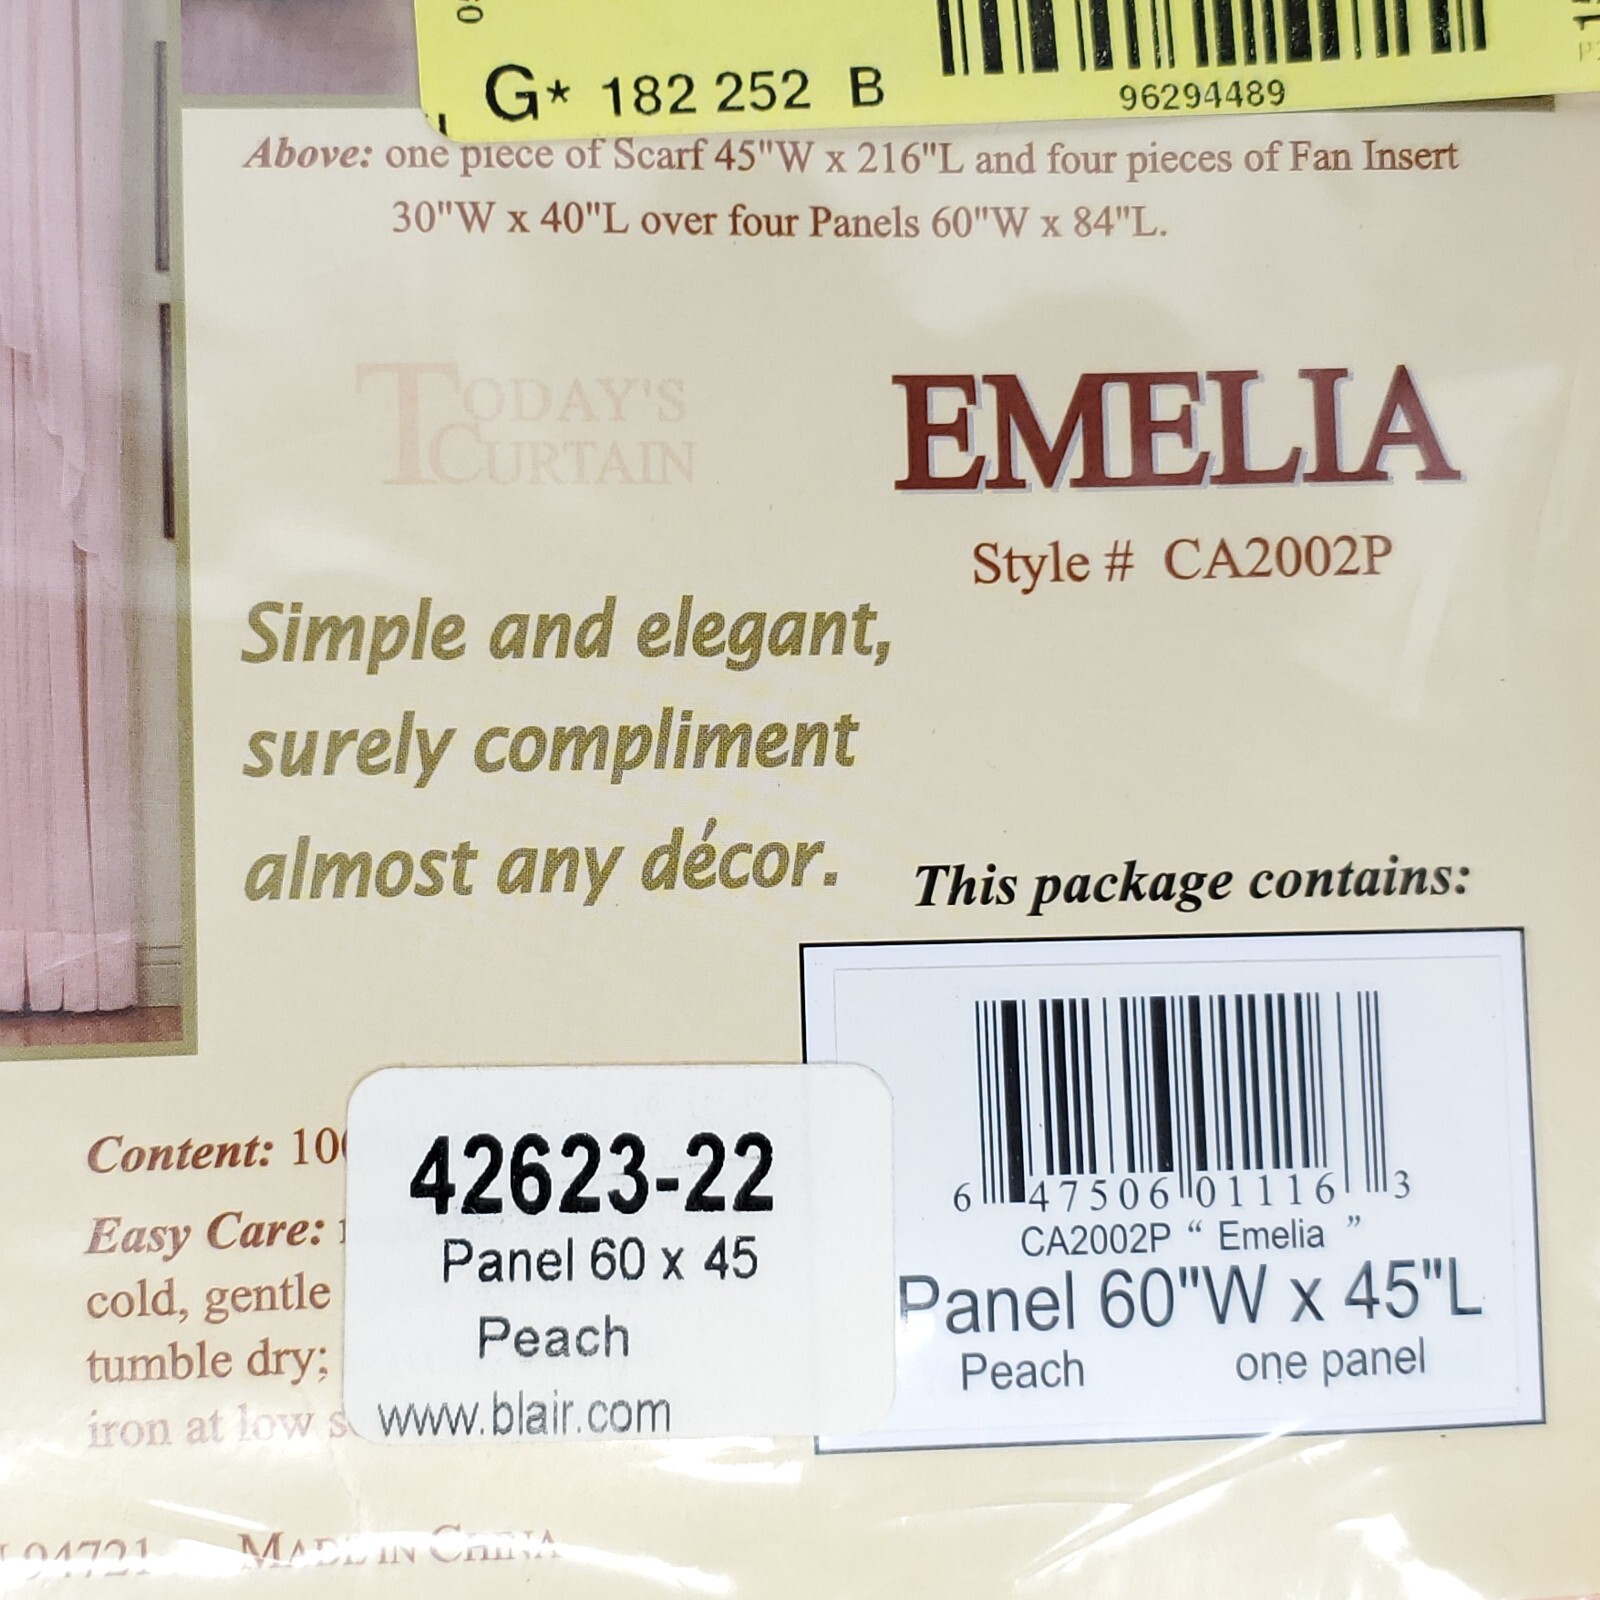 G* 182 252 B
96294489
Above: one piece of Scarf 45"W x 216"L and four pieces of Fan Insert
30"W x 40"L over four Panels 60"W x 84"L.
TODAY'S
CURTAIN
EMELIA
Style # CA2002P
Simple and elegant,
surely compliment
almost any décor.
This package contains:
6 47506 01116 3
CA2002P “ Emelia ”
Panel 60"W x 45"L
Peach one panel
Content:
Easy Care:
cold, gentle
tumble dry;
iron at low
42623-22
Panel 60 x 45
Peach
www.blair.com
94721 MADE IN CHINA